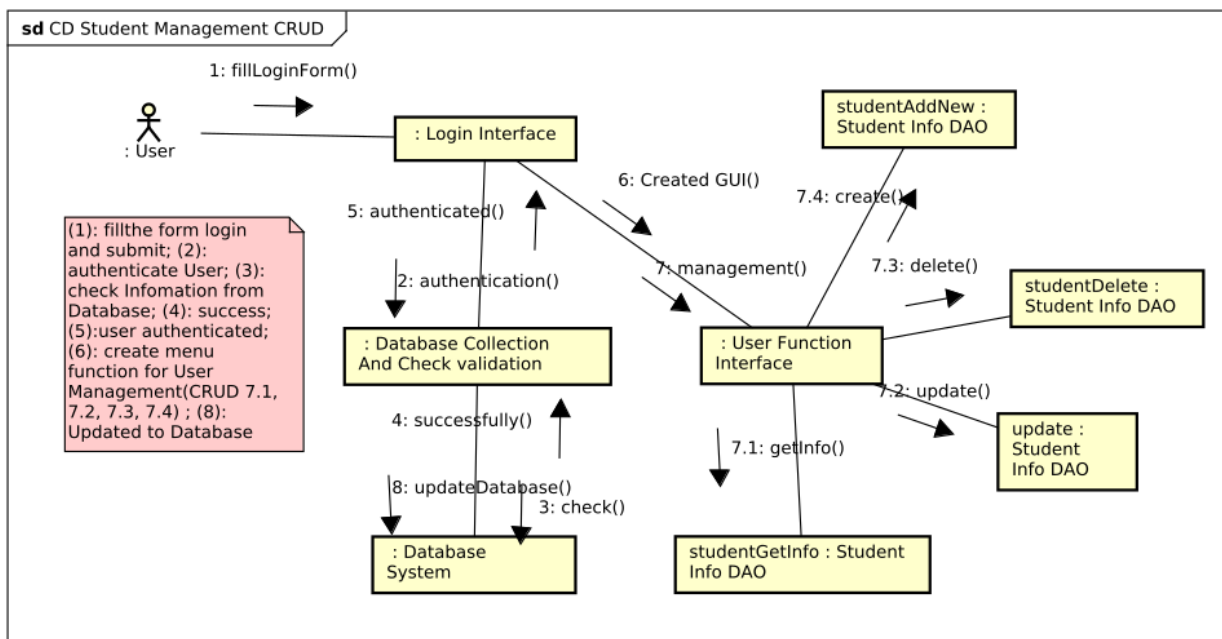 sd CD Student Management CRUD
1: fillLoginForm()
: User
: Login Interface
studentAddNew :
Student Info DAO
6: Created GUI()
7.4: create()
5: authenticated()
(1): fillthe form login
and submit; (2):
authenticate User; (3):
check Infomation from
Database; (4): success;
(5):user authenticated;
(6): create menu
function for User
Management(CRUD 7.1,
7.2, 7.3, 7.4) ; (8):
Updated to Database
2: authentication()
7: management()
7.3: delete()
studentDelete :
Student Info DAO
: Database Collection
And Check validation
: User Function
Interface
7.2: update()
4: successfully()
7.1: getInfo()
update :
Student
Info DAO
8: updateDatabase()
3: check()
: Database
System
studentGetInfo : Student
Info DAO